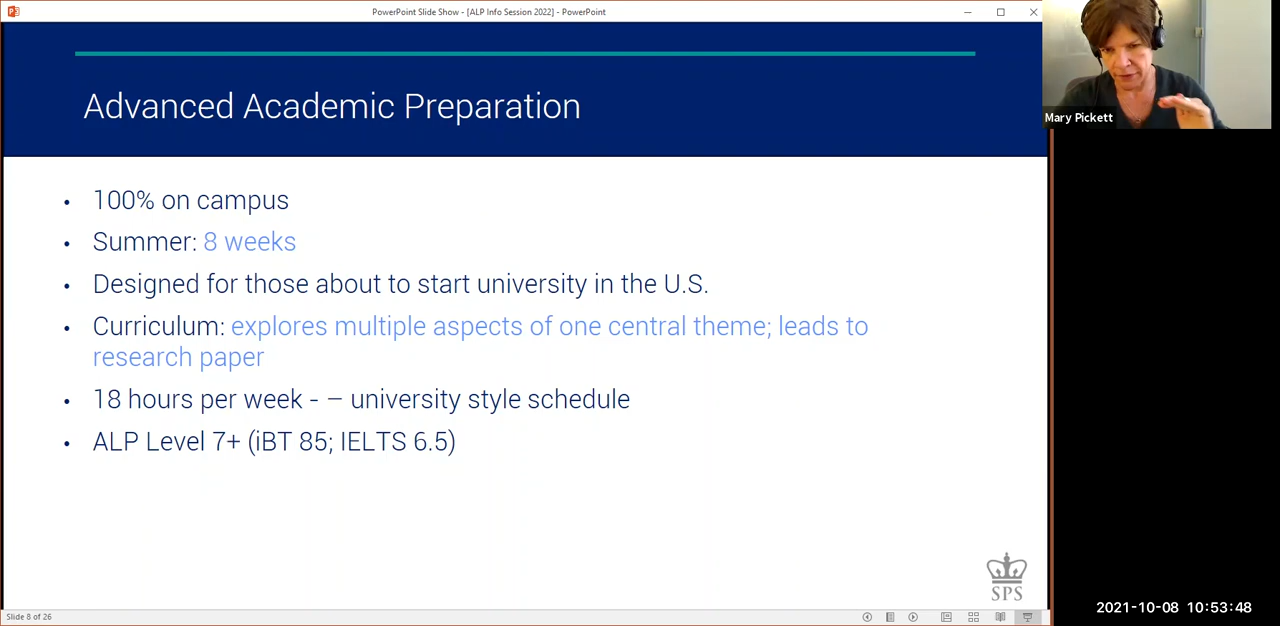 PowerPoint Slide Show - [ALP Info Session 2022] - PowerPoint
Advanced Academic Preparation
Mary Pickett
• 100% on campus
• Summer: 8 weeks
• Designed for those about to start university in the U.S.
• Curriculum: explores multiple aspects of one central theme; leads to
research paper
• 18 hours per week - – university style schedule
• ALP Level 7+ (iBT 85; IELTS 6.5)
SPS
2021-10-08 10:53:48
Slide 8 of 26